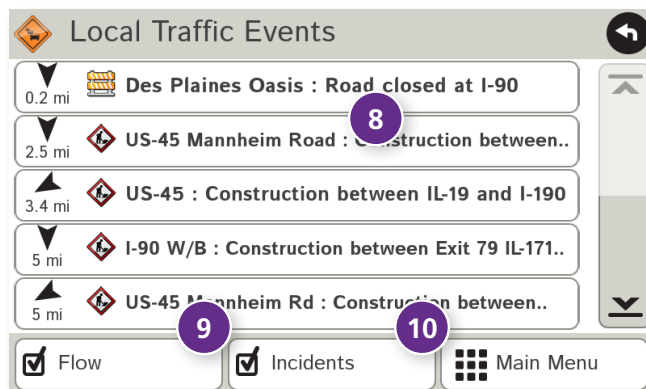 Local Traffic Events
0.2 mi Des Plaines Oasis : Road closed at I-90
8
2.5 mi US-45 Mannheim Road : Construction between..
3.4 mi US-45 : Construction between IL-19 and I-190
5 mi I-90 W/B : Construction between Exit 79 IL-171..
5 mi US-45 Mannheim Rd : Construction between..
9 10
Flow Incidents Main Menu